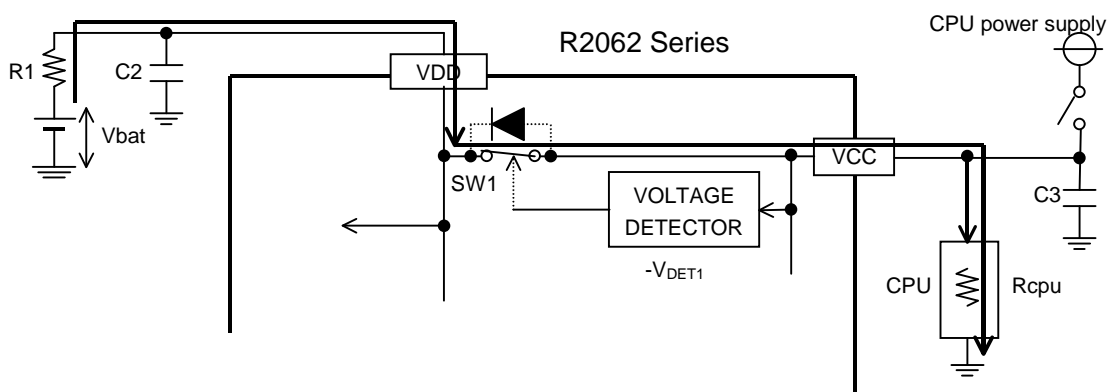 CPU power supply
R2062 Series
R1
C2
VDD
Vbat
SW1
VCC
VOLTAGE
DETECTOR
C3
-VDET1
CPU
Rcpu